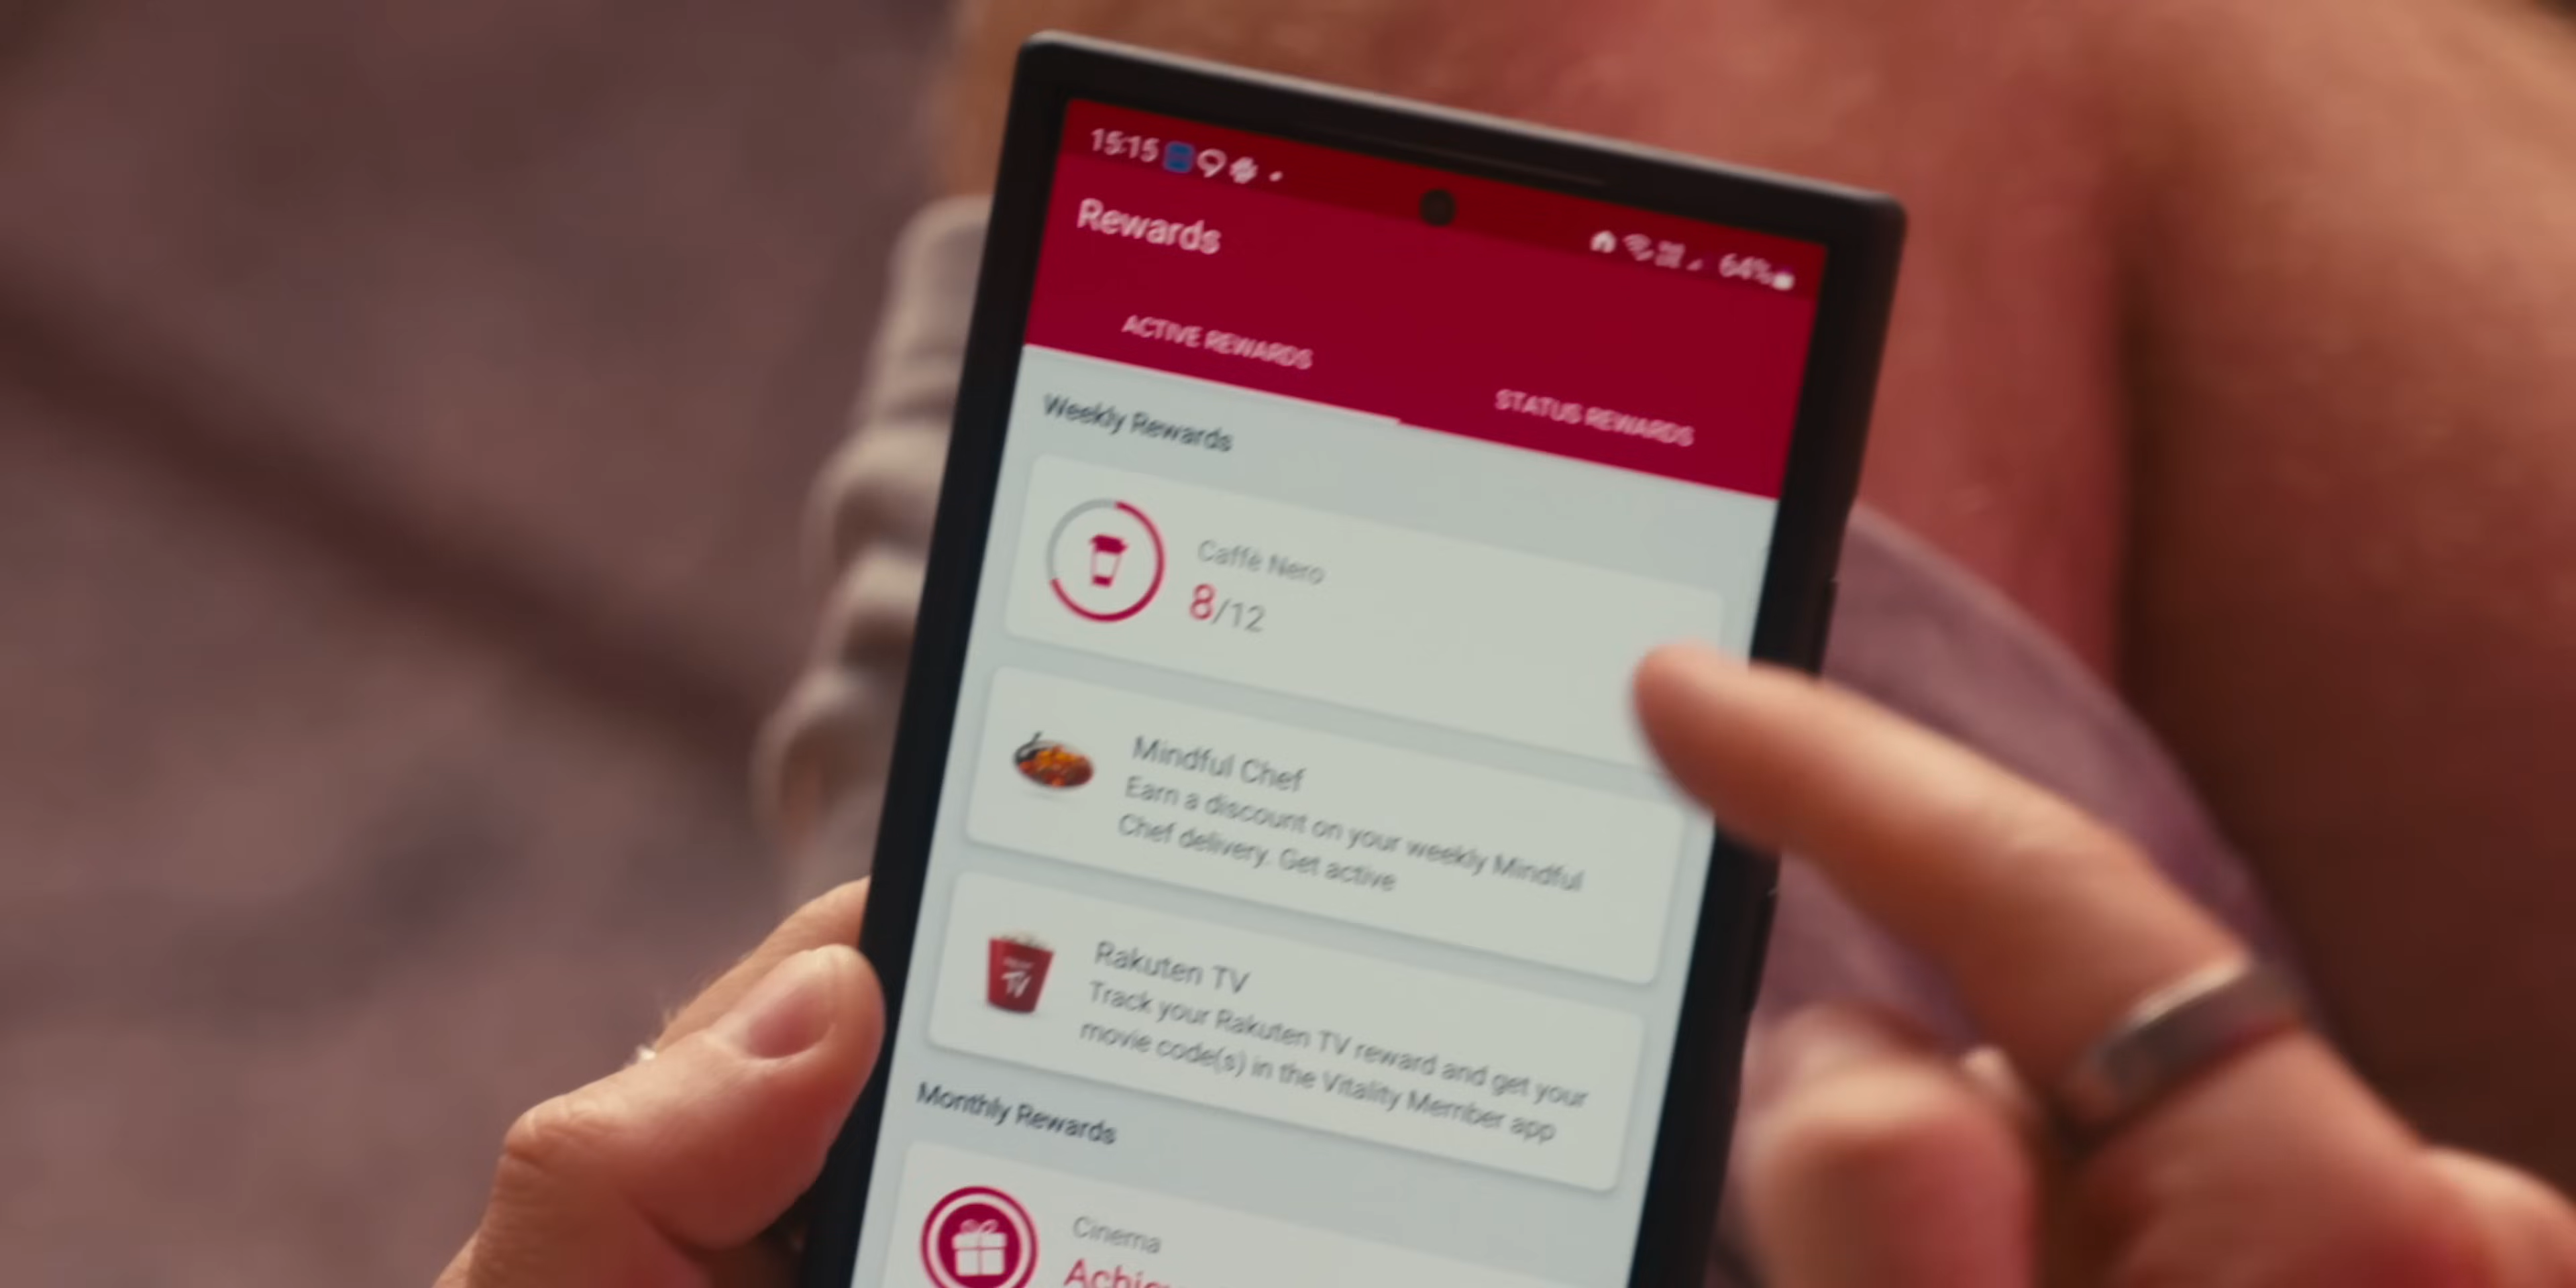 15:15
64%
Rewards
ACTIVE REWARDS
STATUS REWARDS
Weekly Rewards
Caffè Nero
8/12
Mindful Chef
Earn a discount on your weekly Mindful
Chef delivery. Get active
Rakuten TV
Track your Rakuten TV reward and get your
movie code(s) in the Vitality Member app
TV
Monthly Rewards
Cinema